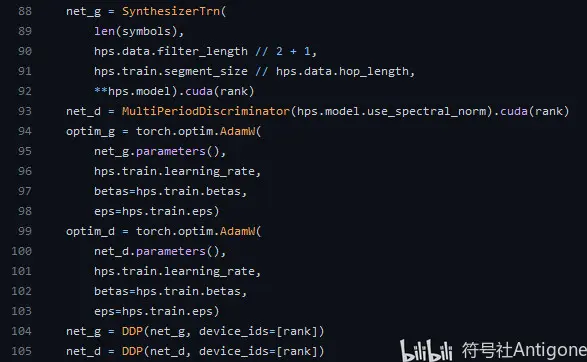 88 net_g = SynthesizerTrn(
89 len(symbols),
90 hps.data.filter_length // 2 + 1,
91 hps.train.segment_size // hps.data.hop_length,
92 **hps.model).cuda(rank)
93 net_d = MultiPeriodDiscriminator(hps.model.use_spectral_norm).cuda(rank)
94 optim_g = torch.optim.AdamW(
95 net_g.parameters(),
96 hps.train.learning_rate,
97 betas=hps.train.betas,
98 eps=hps.train.eps)
99 optim_d = torch.optim.AdamW(
100 net_d.parameters(),
101 hps.train.learning_rate,
102 betas=hps.train.betas,
103 eps=hps.train.eps)
104 net_g = DDP(net_g, device_ids=[rank])
105 net_d = DDP(net_d, device_ids=[rank])
bilibili 符号社Antigone